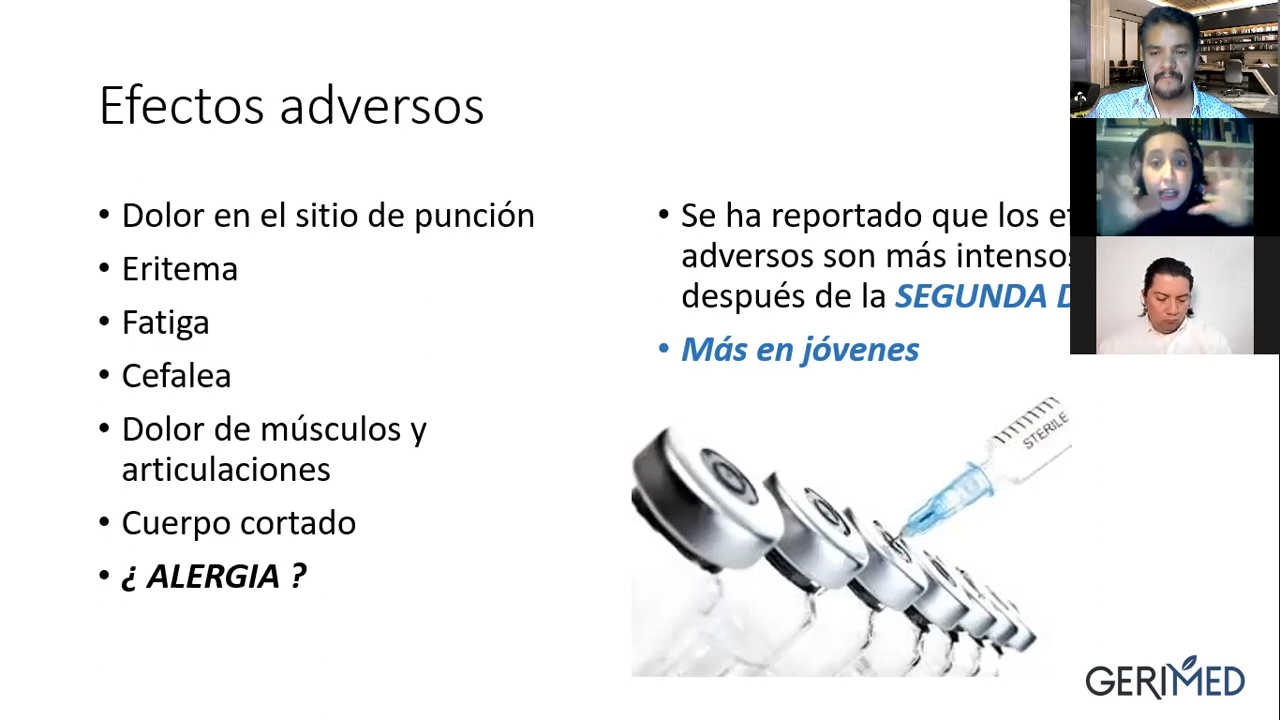 Efectos adversos
• Dolor en el sitio de punción
• Eritema
• Fatiga
• Cefalea
• Dolor de músculos y
articulaciones
• Cuerpo cortado
• ¿ ALERGIA ?
• Se ha reportado que los
adversos son más intensos
después de la SEGUNDA
• Más en jóvenes
STERILE
GERIMED